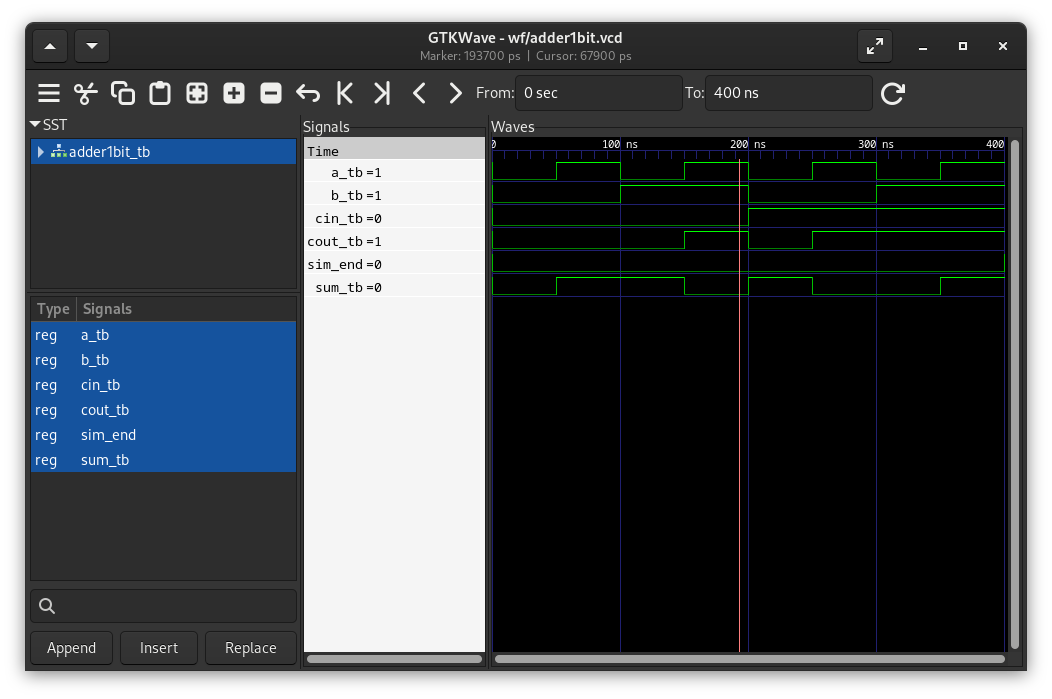 GTKWave - wf/adder1bit.vcd
Marker: 193700 ps | Cursor: 67900 ps
From: 0 sec To: 400 ns
SST
adder1bit_tb
Type Signals
reg a_tb
reg b_tb
reg cin_tb
reg cout_tb
reg sim_end
reg sum_tb
Append Insert Replace
Signals
Time
a_tb =1
b_tb =1
cin_tb =0
cout_tb =1
sim_end =0
sum_tb =0
Waves
0 100 ns 200 ns 300 ns 400